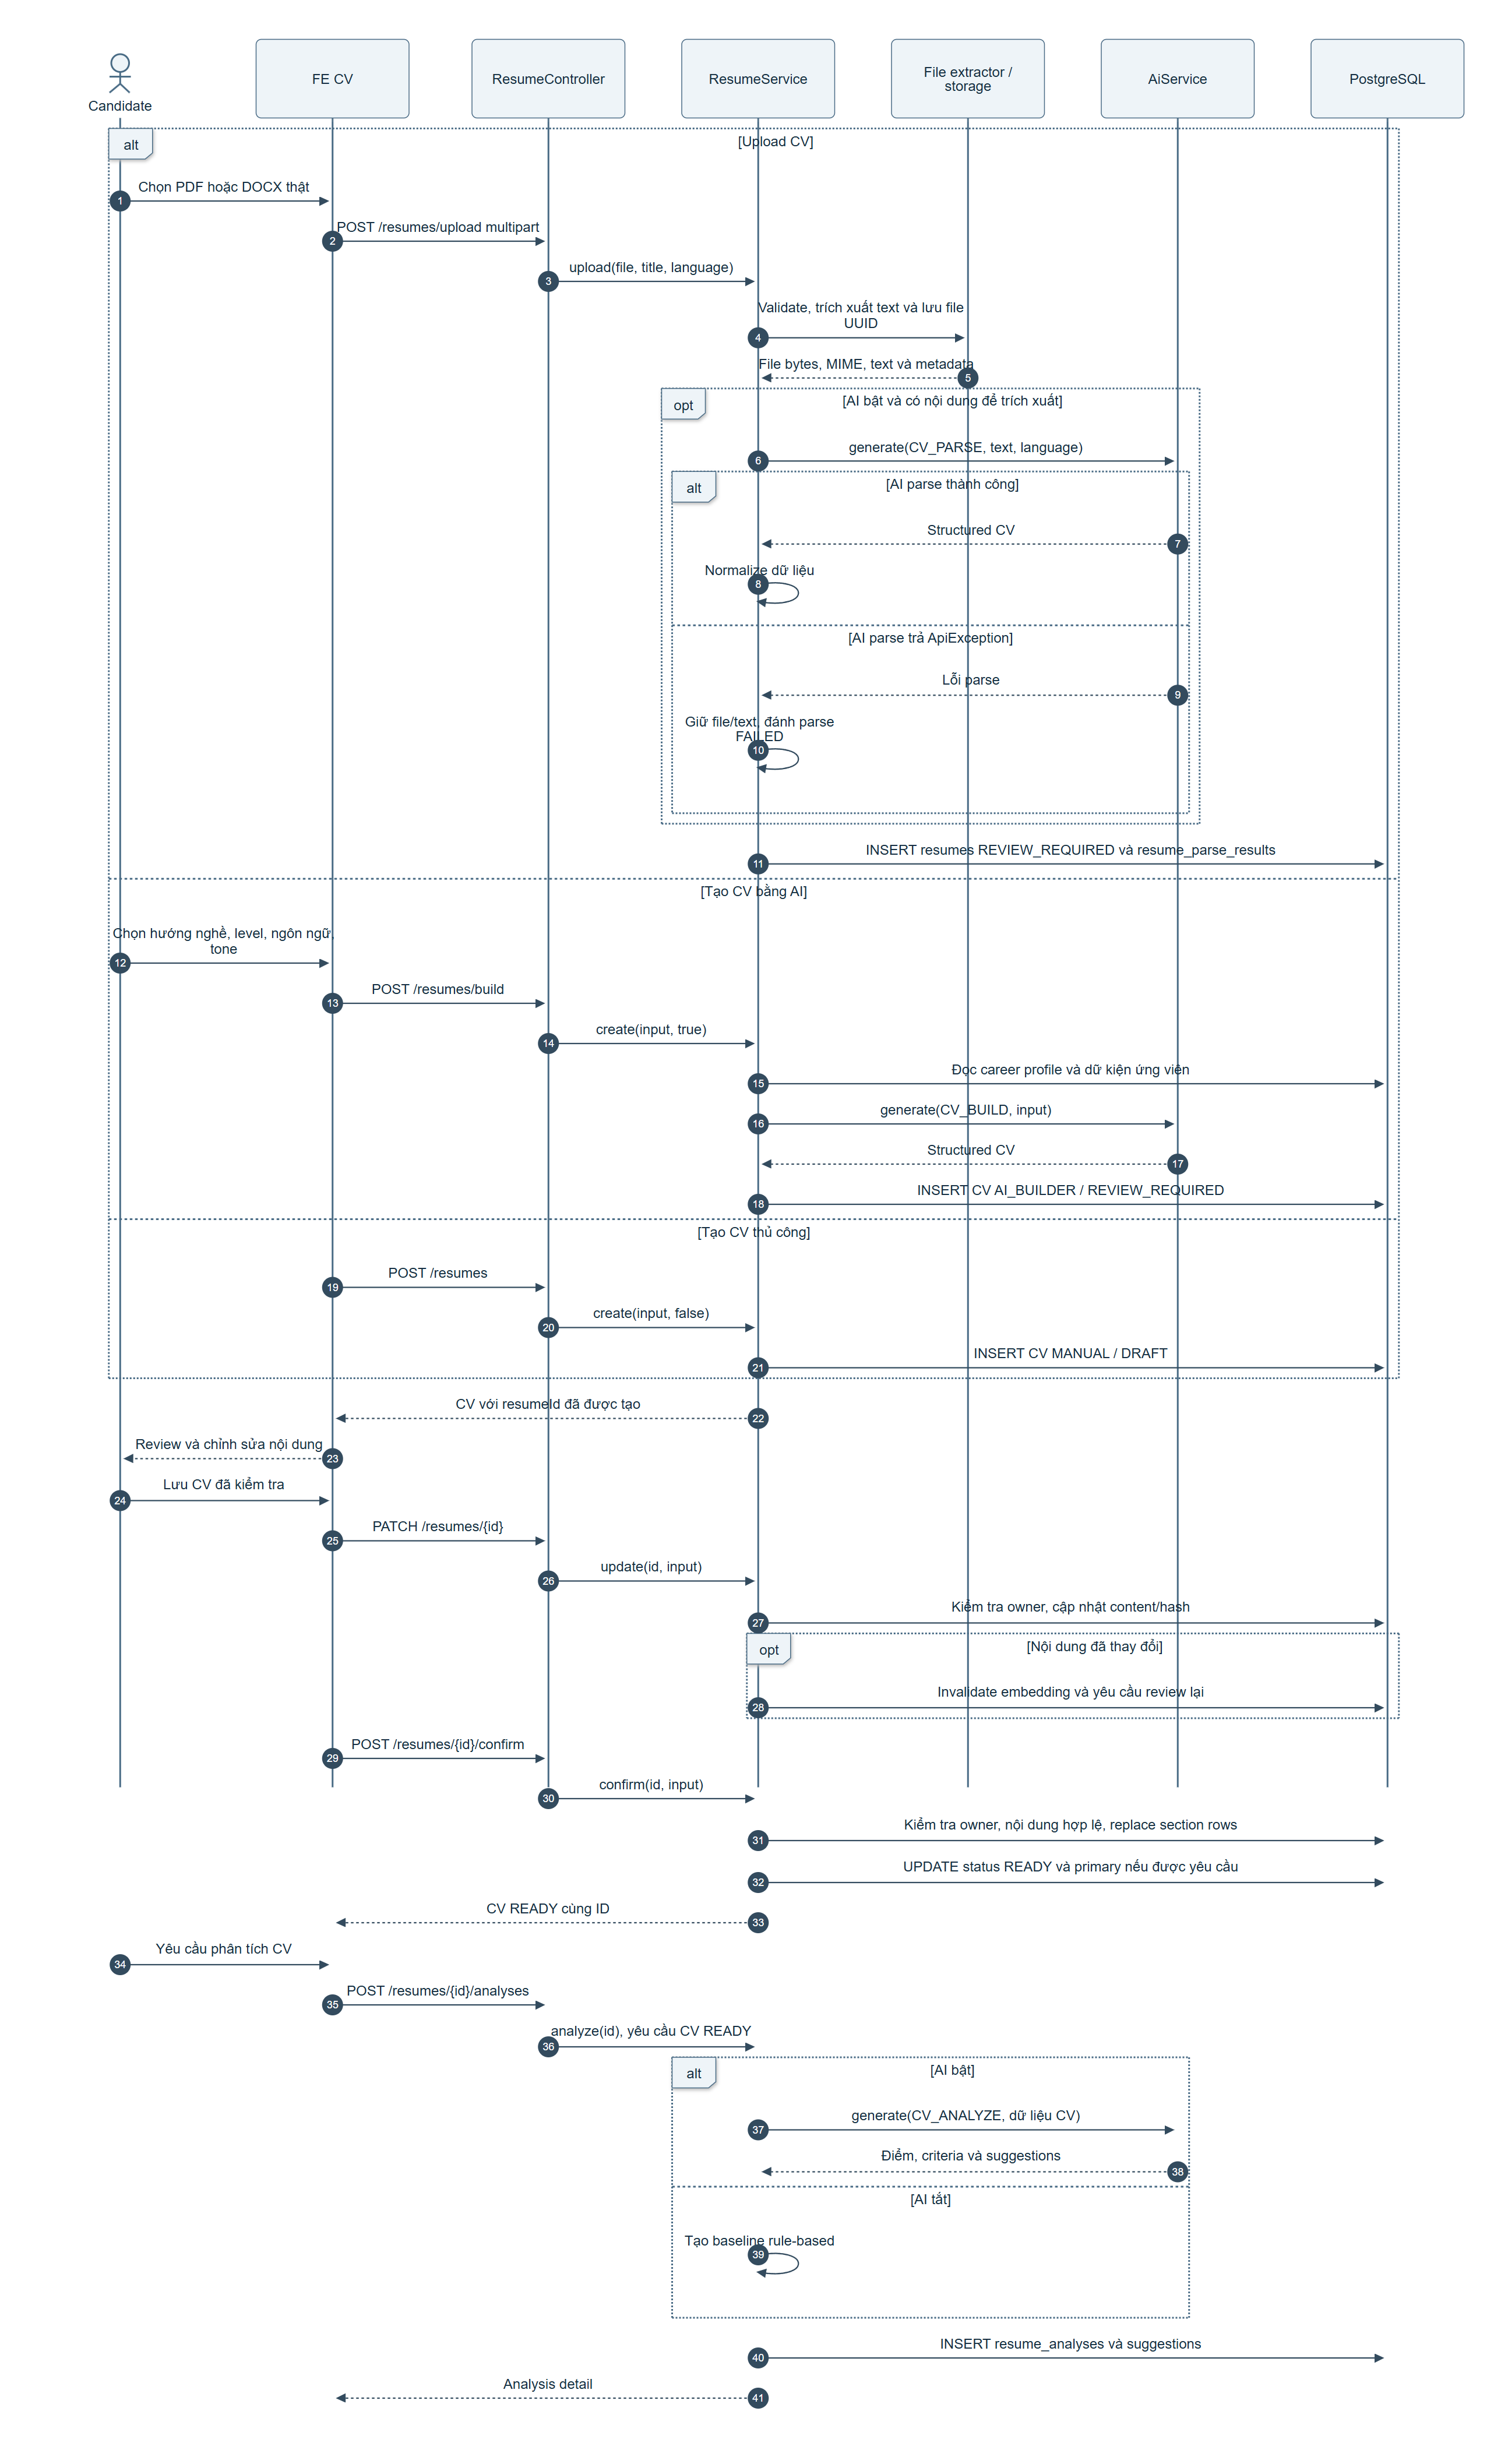 Candidate
FE CV
ResumeController
ResumeService
File extractor /
storage
AiService
PostgreSQL
alt
[Upload CV]
Chọn PDF hoặc DOCX thật
1
POST /resumes/upload multipart
2
upload(file, title, language)
3
Validate, trích xuất text và lưu file
UUID
4
File bytes, MIME, text và metadata
5
opt
[AI bật và có nội dung để trích xuất]
generate(CV_PARSE, text, language)
6
alt
[AI parse thành công]
Structured CV
7
Normalize dữ liệu
8
[AI parse trả ApiException]
Lỗi parse
9
Giữ file/text, đánh parse
FAILED
10
INSERT resumes REVIEW_REQUIRED và resume_parse_results
11
[Tạo CV bằng AI]
Chọn hướng nghề, level, ngôn ngữ,
tone
12
POST /resumes/build
13
create(input, true)
14
Đọc career profile và dữ kiện ứng viên
15
generate(CV_BUILD, input)
16
Structured CV
17
INSERT CV AI_BUILDER / REVIEW_REQUIRED
18
[Tạo CV thủ công]
POST /resumes
19
create(input, false)
20
INSERT CV MANUAL / DRAFT
21
CV với resumeId đã được tạo
22
Review và chỉnh sửa nội dung
23
Lưu CV đã kiểm tra
24
PATCH /resumes/{id}
25
update(id, input)
26
Kiểm tra owner, cập nhật content/hash
27
opt
[Nội dung đã thay đổi]
Invalidate embedding và yêu cầu review lại
28
POST /resumes/{id}/confirm
29
confirm(id, input)
30
Kiểm tra owner, nội dung hợp lệ, replace section rows
31
UPDATE status READY và primary nếu được yêu cầu
32
CV READY cùng ID
33
Yêu cầu phân tích CV
34
POST /resumes/{id}/analyses
35
analyze(id), yêu cầu CV READY
36
alt
[AI bật]
generate(CV_ANALYZE, dữ liệu CV)
37
Điểm, criteria và suggestions
38
[AI tắt]
Tạo baseline rule-based
39
INSERT resume_analyses và suggestions
40
Analysis detail
41